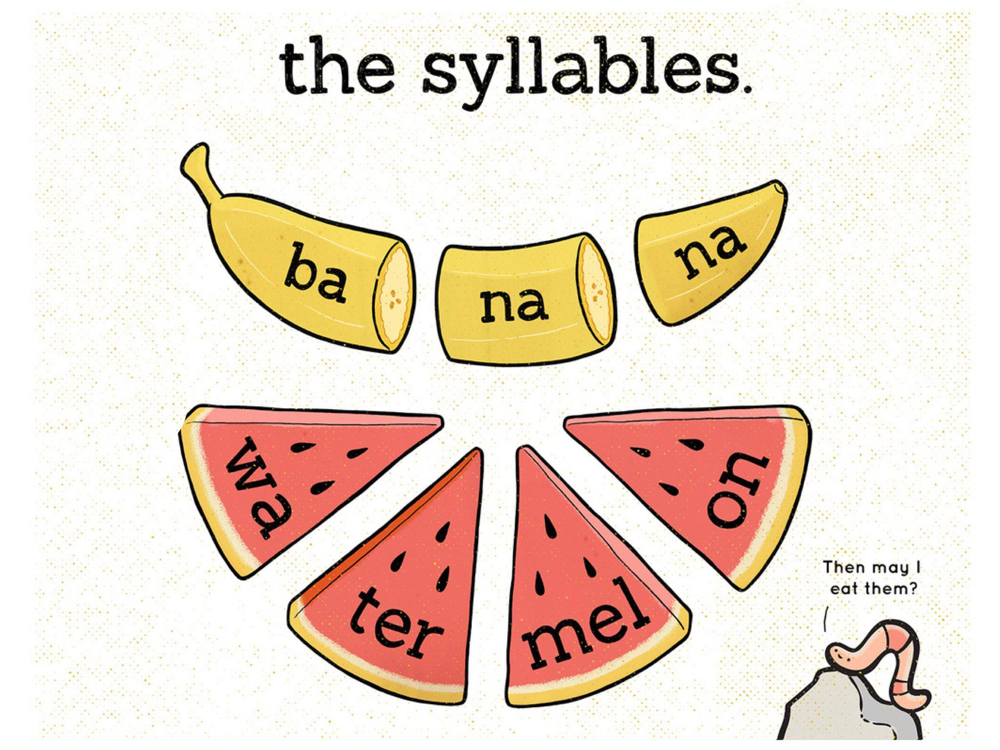 the syllables.
ba na na
wa ter mel on
Then may I
eat them?